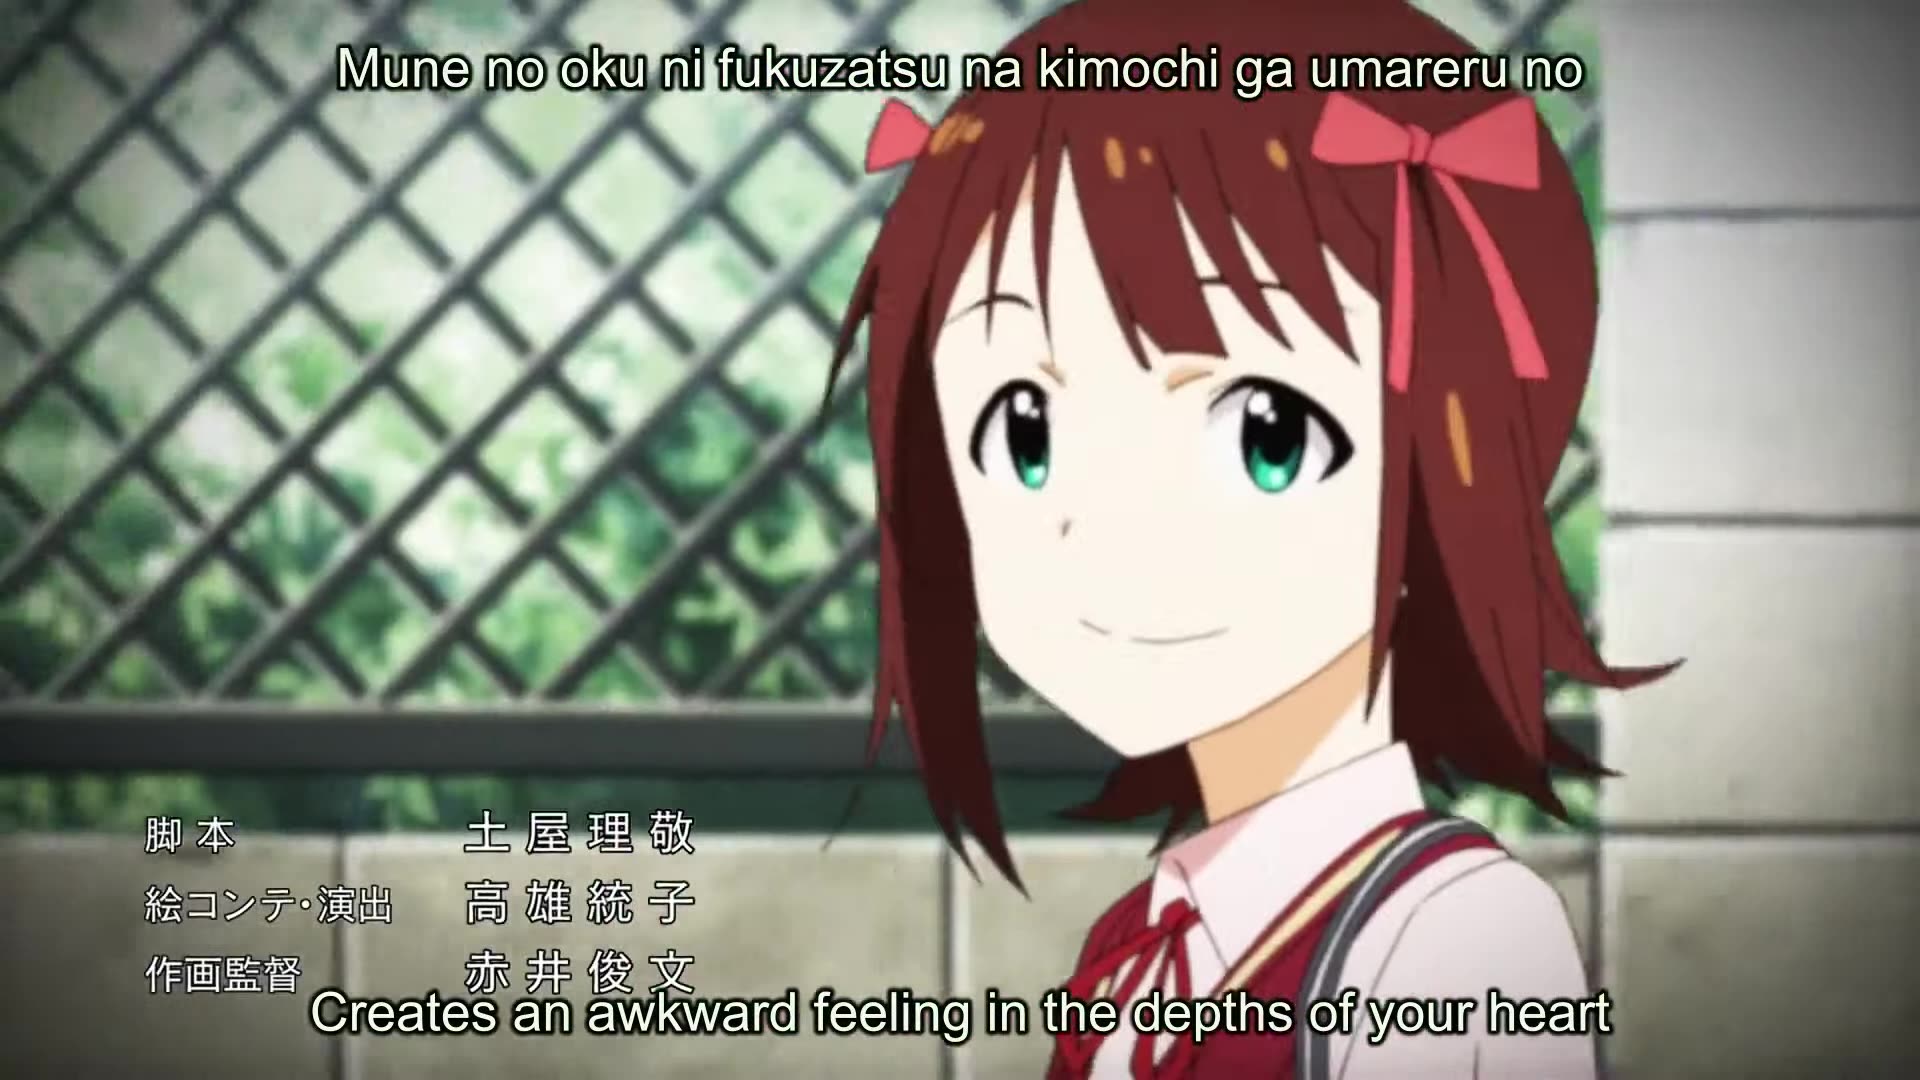 Mune no oku ni fukuzatsu na kimochi ga umareru no
脚本 土屋理敬
絵コンテ・演出 高雄統子
作画監督 赤井俊文
Creates an awkward feeling in the depths of your heart